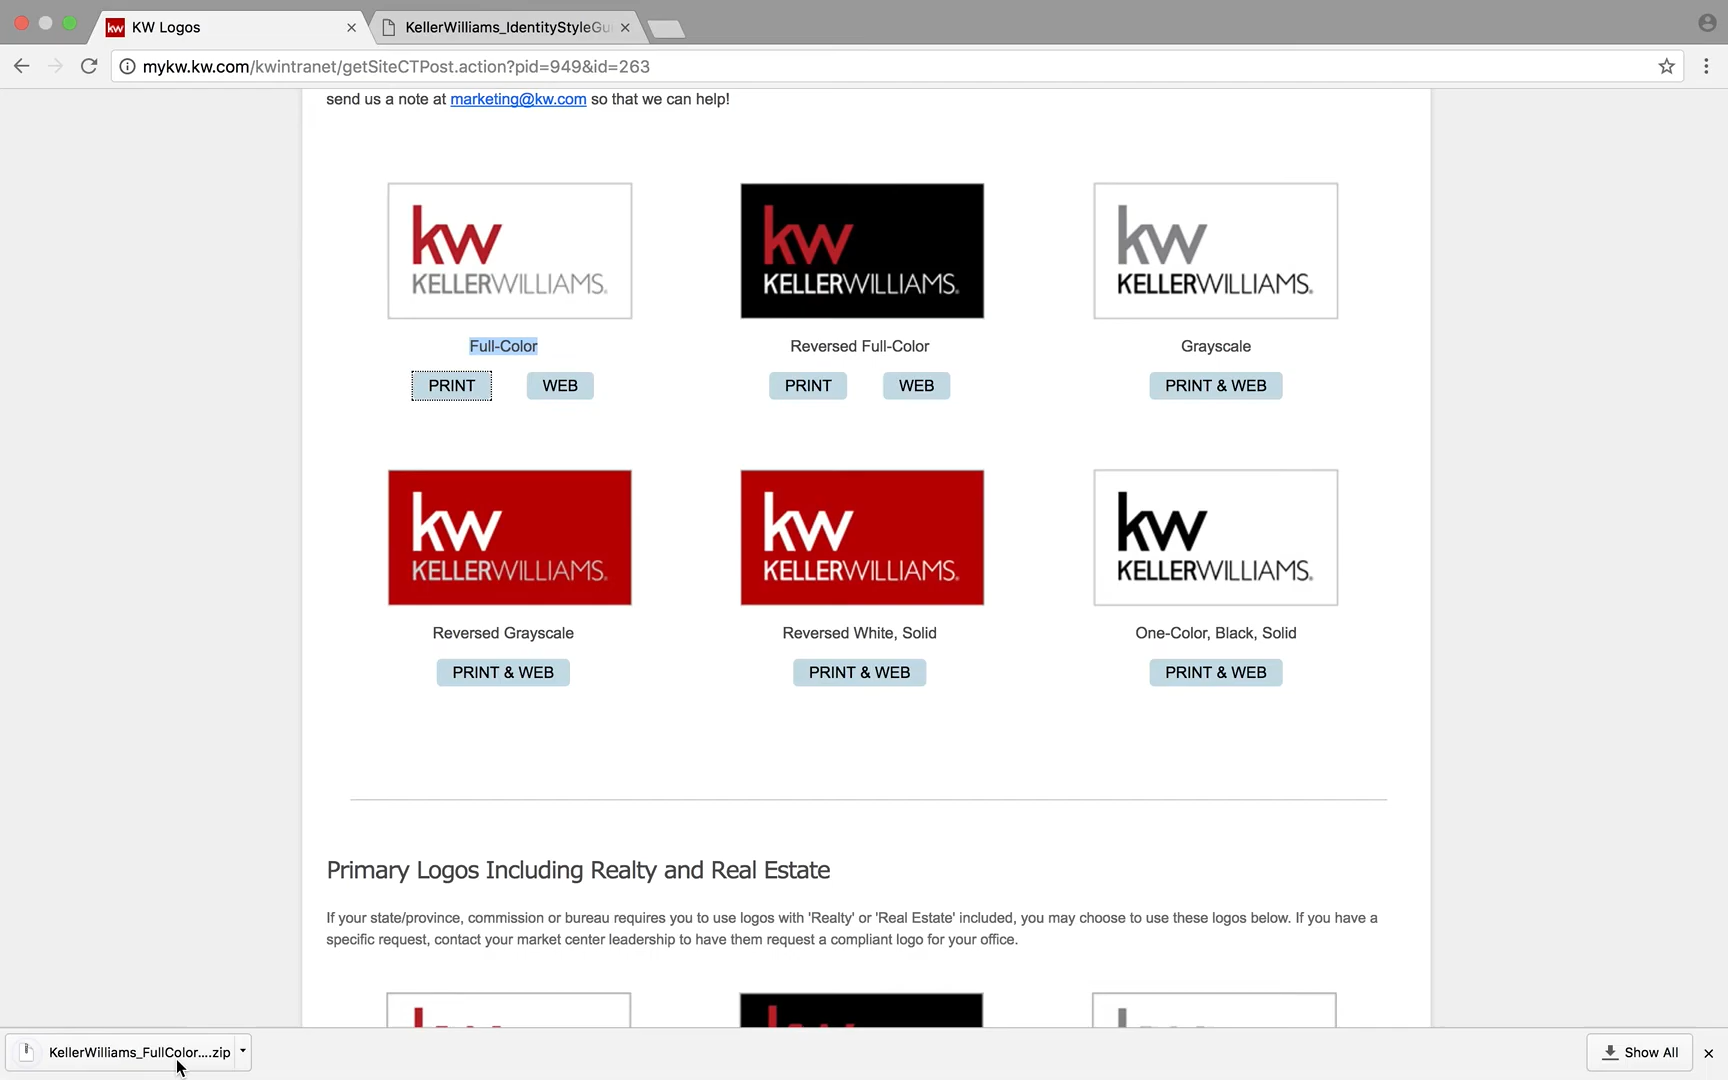 KW Logos
KellerWilliams_IdentityStyleGu
mykw.kw.com/kwintranet/getSiteCTPost.action?pid=949&id=263
send us a note at marketing@kw.com so that we can help!
kw kw kw
KELLERWILLIAMS. KELLERWILLIAMS. KELLERWILLIAMS.
Full-Color Reversed Full-Color Grayscale
PRINT WEB PRINT WEB PRINT & WEB
kw kw kw
KELLERWILLIAMS. KELLERWILLIAMS. KELLERWILLIAMS.
Reversed Grayscale Reversed White, Solid One-Color, Black, Solid
PRINT & WEB PRINT & WEB PRINT & WEB
Primary Logos Including Realty and Real Estate
If your state/province, commission or bureau requires you to use logos with 'Realty' or 'Real Estate' included, you may choose to use these logos below. If you have a
specific request, contact your market center leadership to have them request a compliant logo for your office.
KellerWilliams_FullColor....zip
Show All